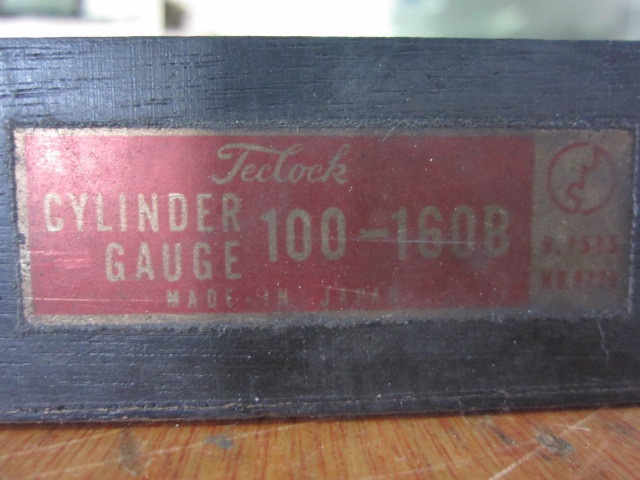 Teclock
CYLINDER
GAUGE
100-160B
MADE IN JAPAN